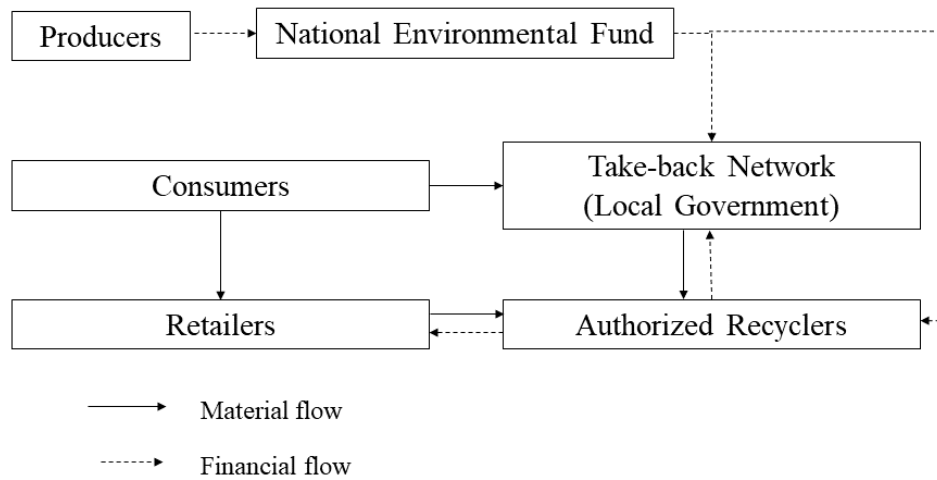 Producers
National Environmental Fund
Consumers
Take-back Network
(Local Government)
Retailers
Authorized Recyclers
Material flow
Financial flow